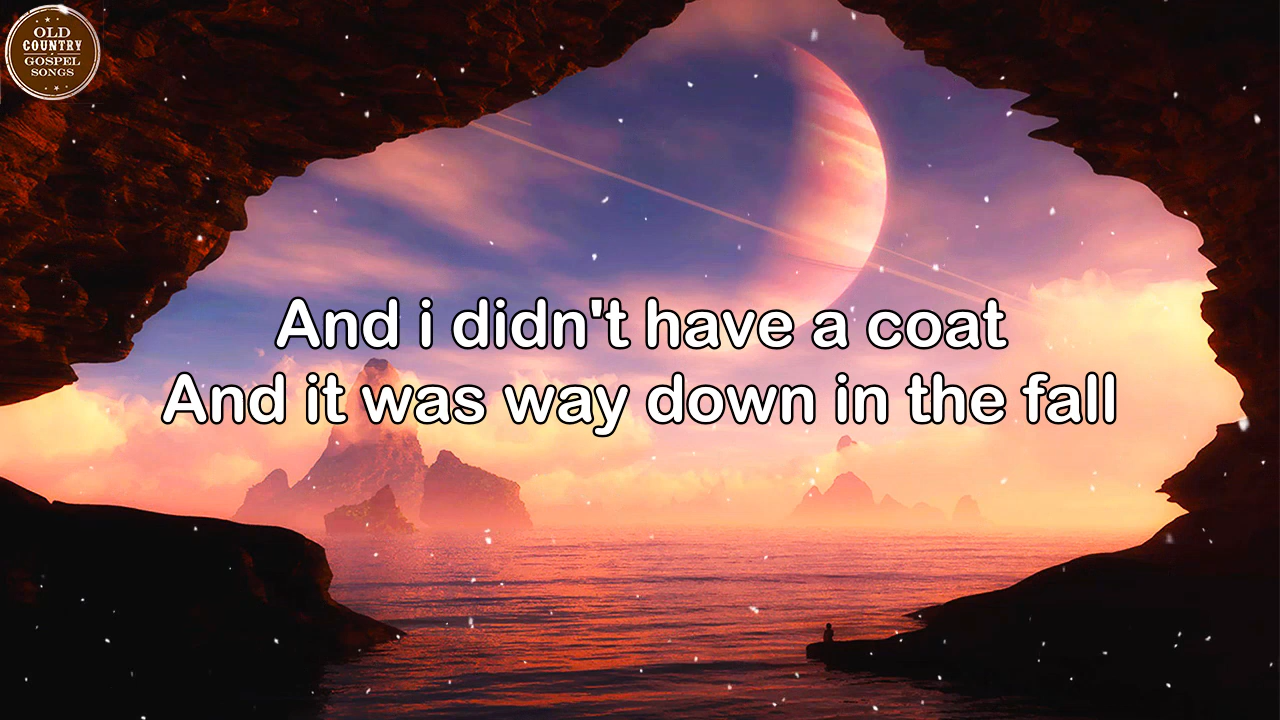 OLD
COUNTRY
GOSPEL
SONGS
And i didn't have a coat
And it was way down in the fall